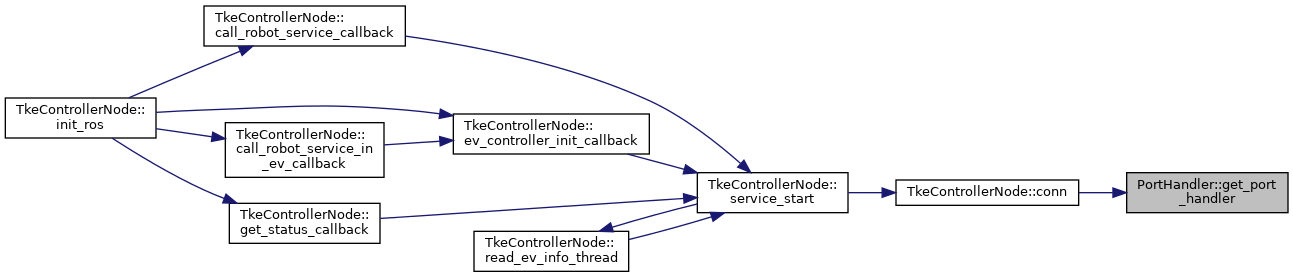 TkeControllerNode::
call_robot_service_callback
TkeControllerNode::
init_ros
TkeControllerNode::
call_robot_service_in
_ev_callback
TkeControllerNode::
get_status_callback
TkeControllerNode::
ev_controller_init_callback
TkeControllerNode::
read_ev_info_thread
TkeControllerNode::
service_start
TkeControllerNode::conn
PortHandler::get_port
_handler